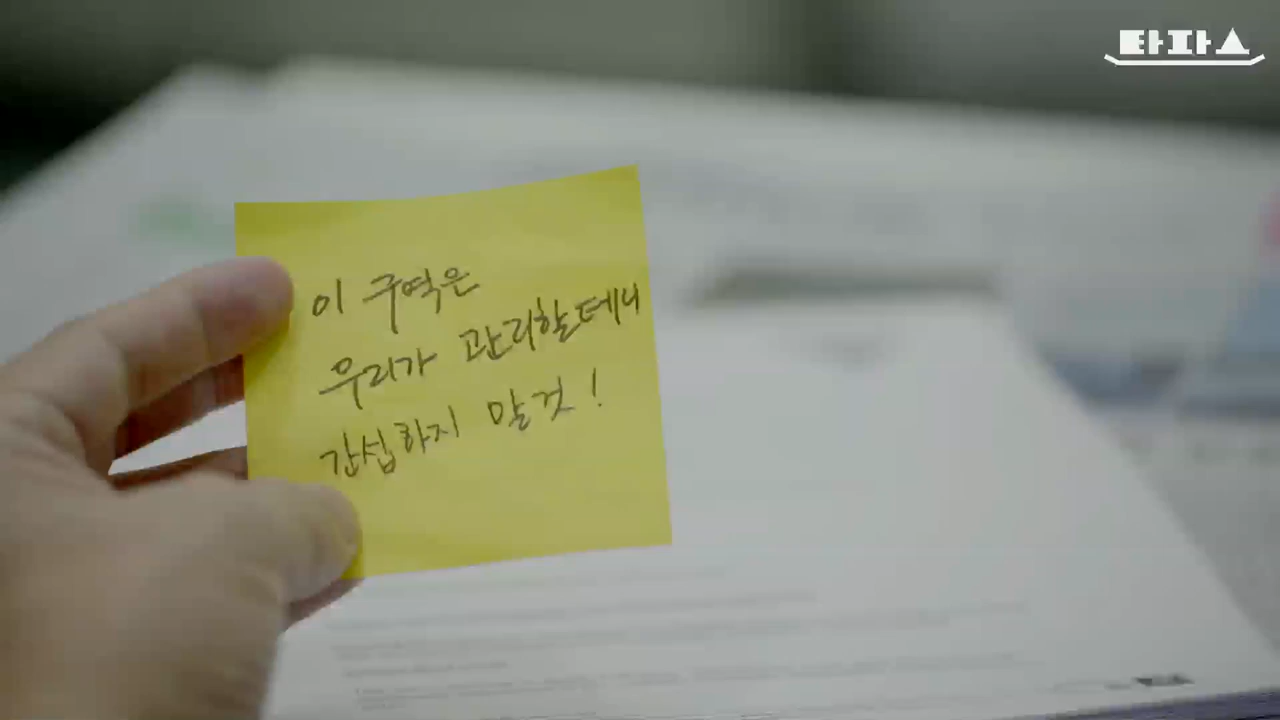 타파스
이 구역은
우리가 관리할테니
간섭하지 말것!